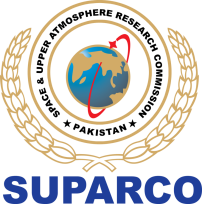 SPACE & UPPER ATMOSPHERE RESEARCH COMMISSION
★ PAKISTAN ★
SUPARCO